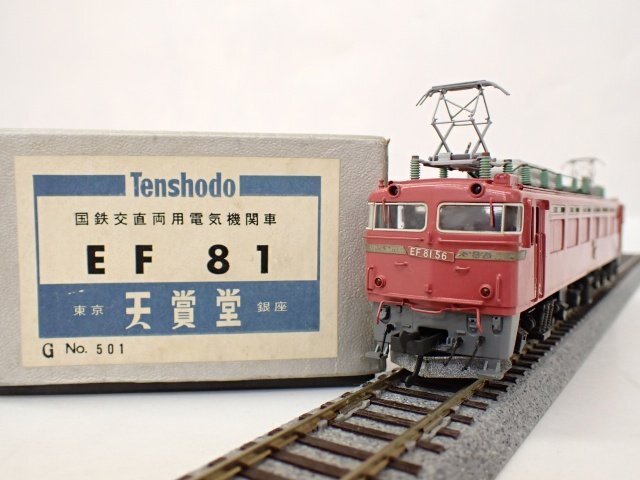 Tenshodo
国鉄交直両用電気機関車
EF 81
東京 天賞堂 銀座
G No. 501
EF 81 56